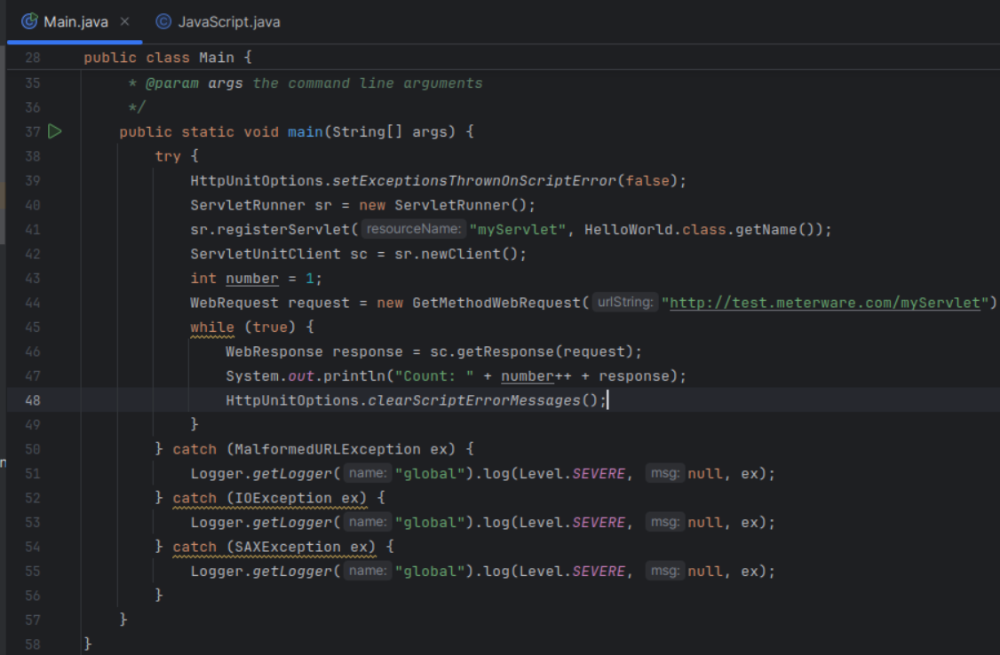 Main.java × JavaScript.java
28 public class Main {
35 * @param args the command line arguments
36 */
37 public static void main(String[] args) {
38 try {
39 HttpUnitOptions.setExceptionsThrownOnScriptError(false);
40 ServletRunner sr = new ServletRunner();
41 sr.registerServlet( resourceName: "myServlet", HelloWorld.class.getName());
42 ServletUnitClient sc = sr.newClient();
43 int number = 1;
44 WebRequest request = new GetMethodWebRequest( urlString: "http://test.meterware.com/myServlet")
45 while (true) {
46 WebResponse response = sc.getResponse(request);
47 System.out.println("Count: " + number++ + response);
48 HttpUnitOptions.clearScriptErrorMessages();
49 }
50 } catch (MalformedURLException ex) {
51 Logger.getLogger( name: "global").log(Level.SEVERE, msg: null, ex);
52 } catch (IOException ex) {
53 Logger.getLogger( name: "global").log(Level.SEVERE, msg: null, ex);
54 } catch (SAXException ex) {
55 Logger.getLogger( name: "global").log(Level.SEVERE, msg: null, ex);
56 }
57 }
58 }